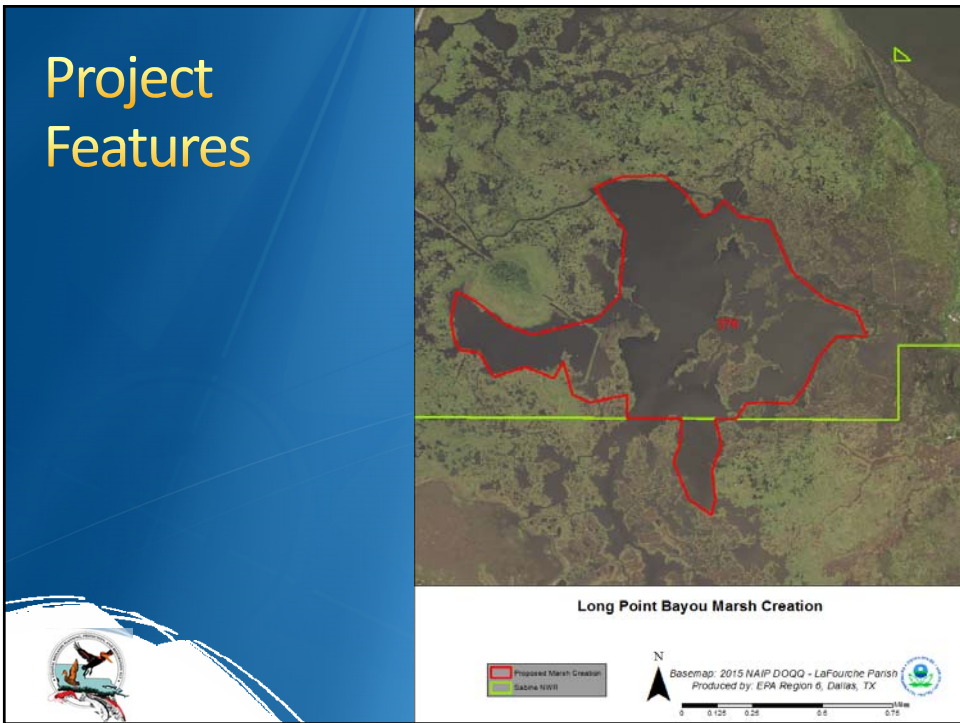 Project
Features
Long Point Bayou Marsh Creation
Proposed Marsh Creation
Sabine NWR
N
Basemap: 2015 NAIP DOQQ - LaFourche Parish
Produced by: EPA Region 6, Dallas, TX
Miles
0 0.125 0.25 0.5 0.75